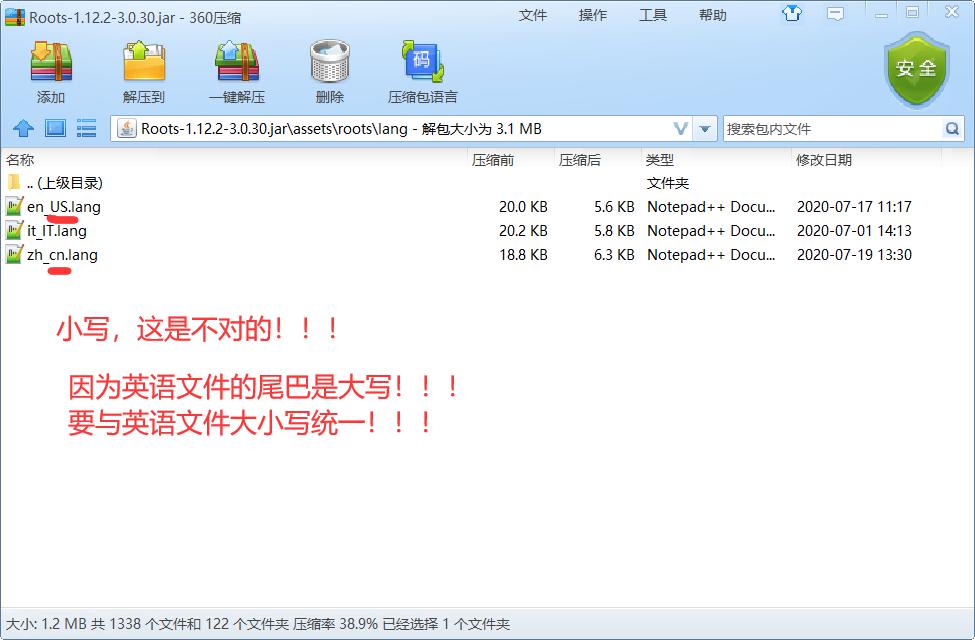 Roots-1.12.2-3.0.30.jar - 360压缩
文件 操作 工具 帮助
添加 解压到 一键解压 删除 码 压缩包语言 安全
Roots-1.12.2-3.0.30.jar\assets\roots\lang - 解包大小为 3.1 MB 搜索包内文件
名称 压缩前 压缩后 类型 修改日期
.. (上级目录) 文件夹
en_US.lang 20.0 KB 5.6 KB Notepad++ Docu... 2020-07-17 11:17
it_IT.lang 20.2 KB 5.8 KB Notepad++ Docu... 2020-07-01 14:13
zh_cn.lang 18.8 KB 6.3 KB Notepad++ Docu... 2020-07-19 13:30
小写，这是不对的！！！
因为英语文件的尾巴是大写！！！
要与英语文件大小写统一！！！
大小: 1.2 MB 共 1338 个文件和 122 个文件夹 压缩率 38.9% 已经选择 1 个文件夹